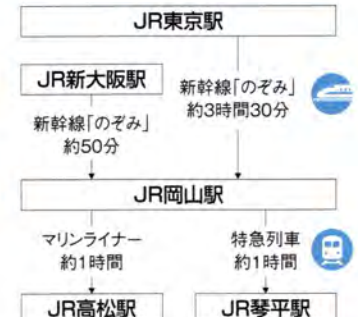 JR東京駅
JR新大阪駅
新幹線「のぞみ」
約50分
新幹線「のぞみ」
約3時間30分
JR岡山駅
マリンライナー
約1時間
特急列車
約1時間
JR高松駅
JR琴平駅